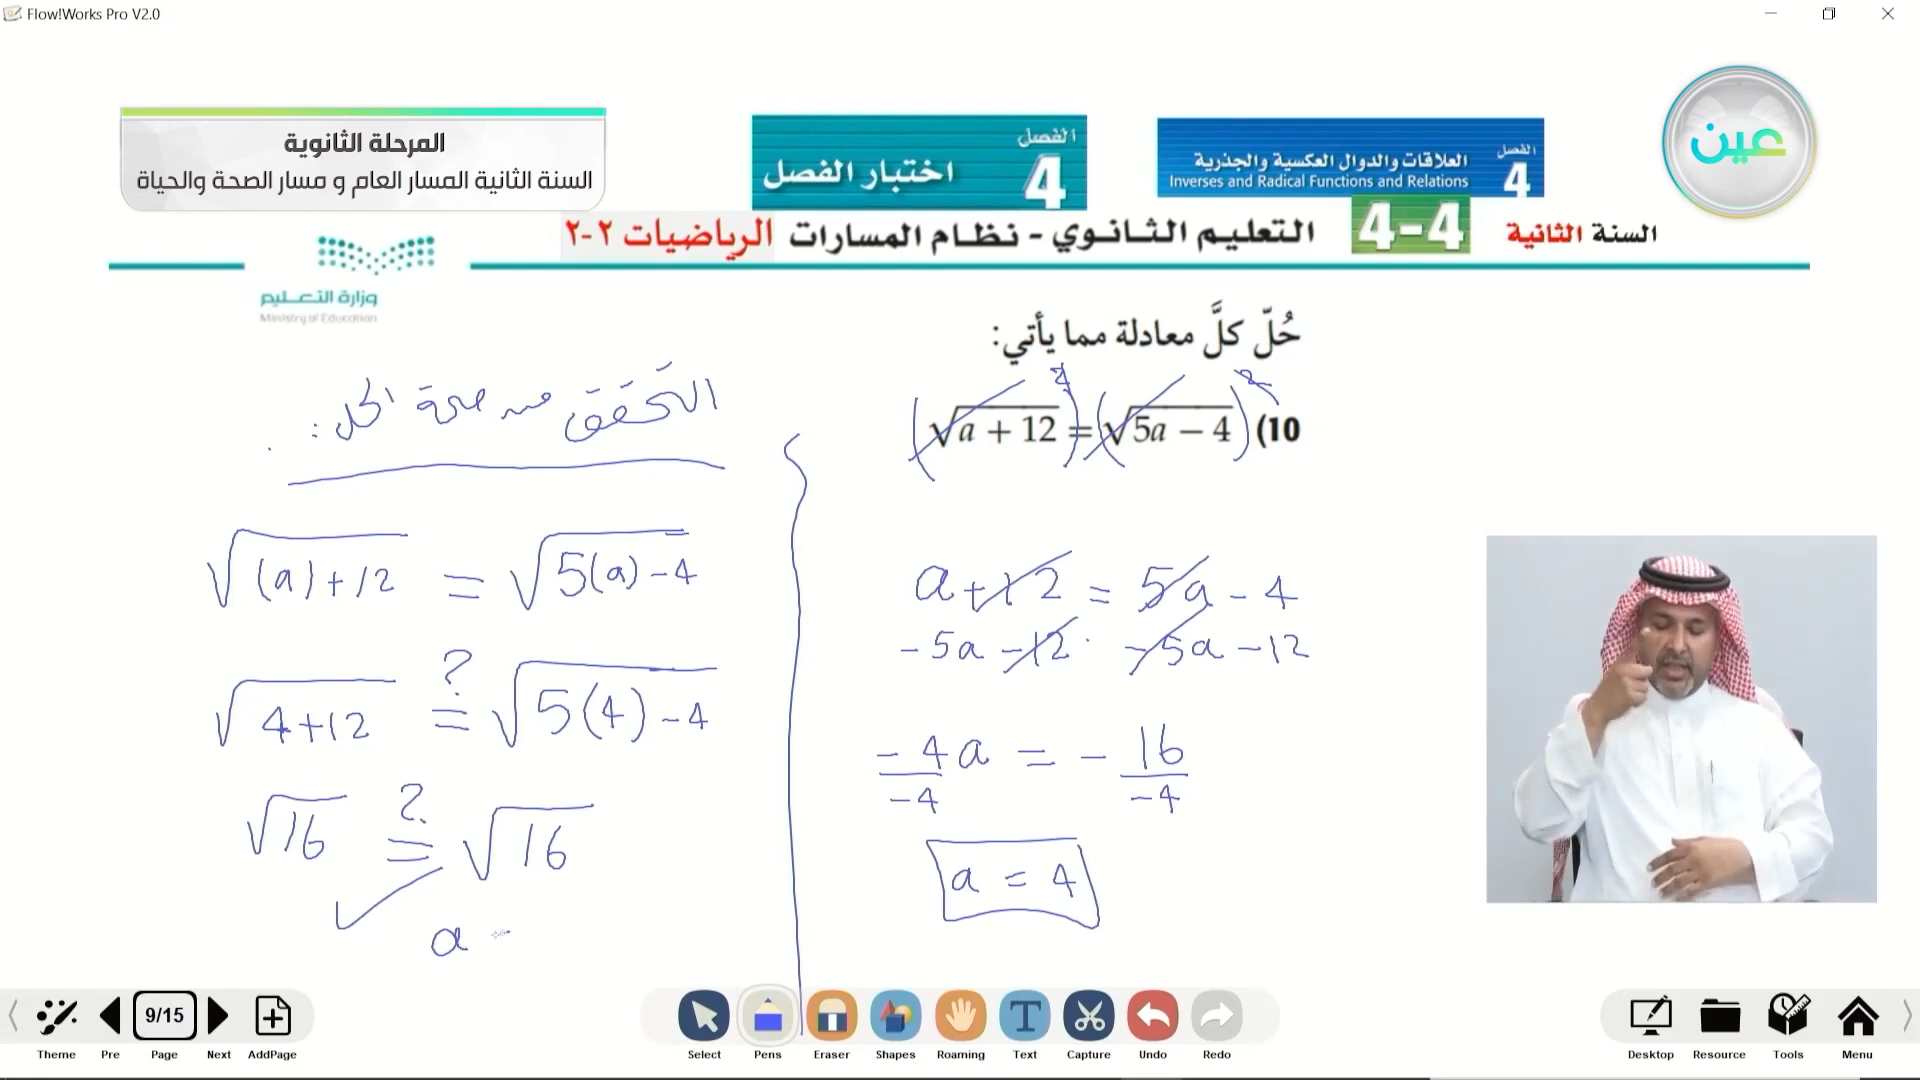 Flow!Works Pro V2.0
عين
الفصل 4
العلاقات والدوال العكسية والجذرية
Inverses and Radical Functions and Relations
الفصل 4
اختبار الفصل
المرحلة الثانوية
السنة الثانية المسار العام و مسار الصحة والحياة
السنة الثانية 4-4 التعليم الثانوي - نظام المسارات الرياضيات ٢-٢
وزارة التعليم
Ministry of Education
حُلّ كلَّ معادلة مما يأتي:
(√a + 12)² = (√5a − 4)² (10
a + 12 = 5a - 4
-5a -12 -5a -12
-4a = -16
-4 -4
a = 4
التحقق من صحة الحل :
√(a)+12 = √5(a)-4
√4+12 ≟ √5(4)-4
√16 ≟ √16
a
Theme
Pre
9/15
Page
Next
AddPage
Select
Pens
Eraser
Shapes
Roaming
T
Text
Capture
Undo
Redo
Desktop
Resource
Tools
Menu